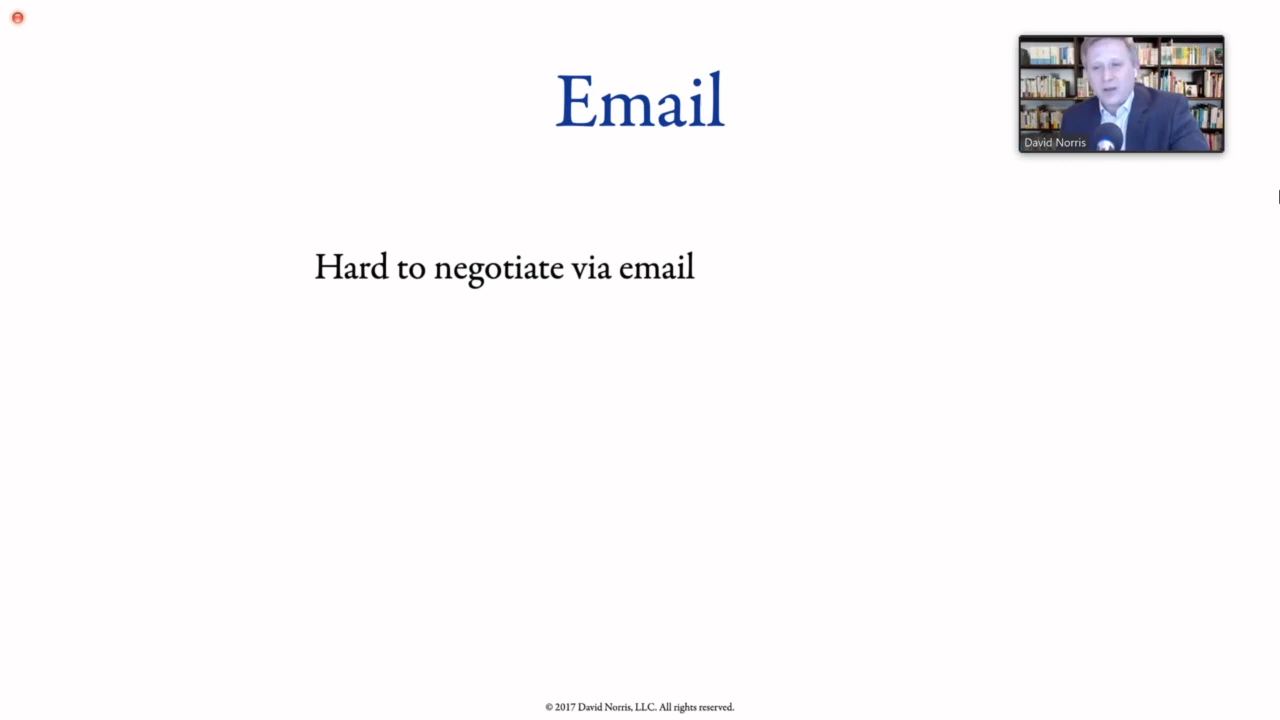 Email
David Norris
Hard to negotiate via email
© 2017 David Norris, LLC. All rights reserved.